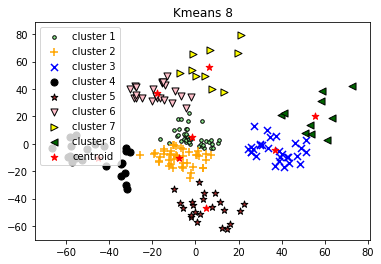 Kmeans 8
cluster 1
cluster 2
cluster 3
cluster 4
cluster 5
cluster 6
cluster 7
cluster 8
centroid
80
60
40
20
0
−20
−40
−60
−60 −40 −20 0 20 40 60 80